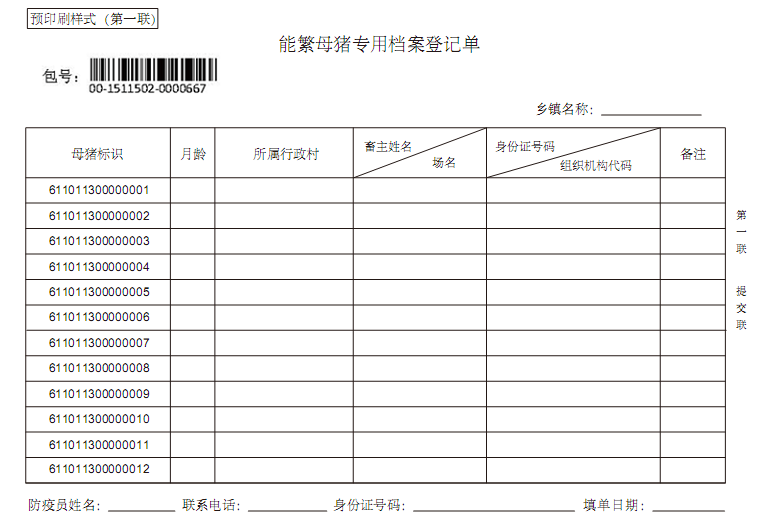 预印刷样式（第一联）
能繁母猪专用档案登记单
包号：
00-1511502-0000667
乡镇名称：
母猪标识 月龄 所属行政村 畜主姓名 场名 身份证号码 组织机构代码 备注
611011300000001
611011300000002
611011300000003
611011300000004
611011300000005
611011300000006
611011300000007
611011300000008
611011300000009
611011300000010
611011300000011
611011300000012
第一联 提交联
防疫员姓名： 联系电话： 身份证号码： 填单日期：